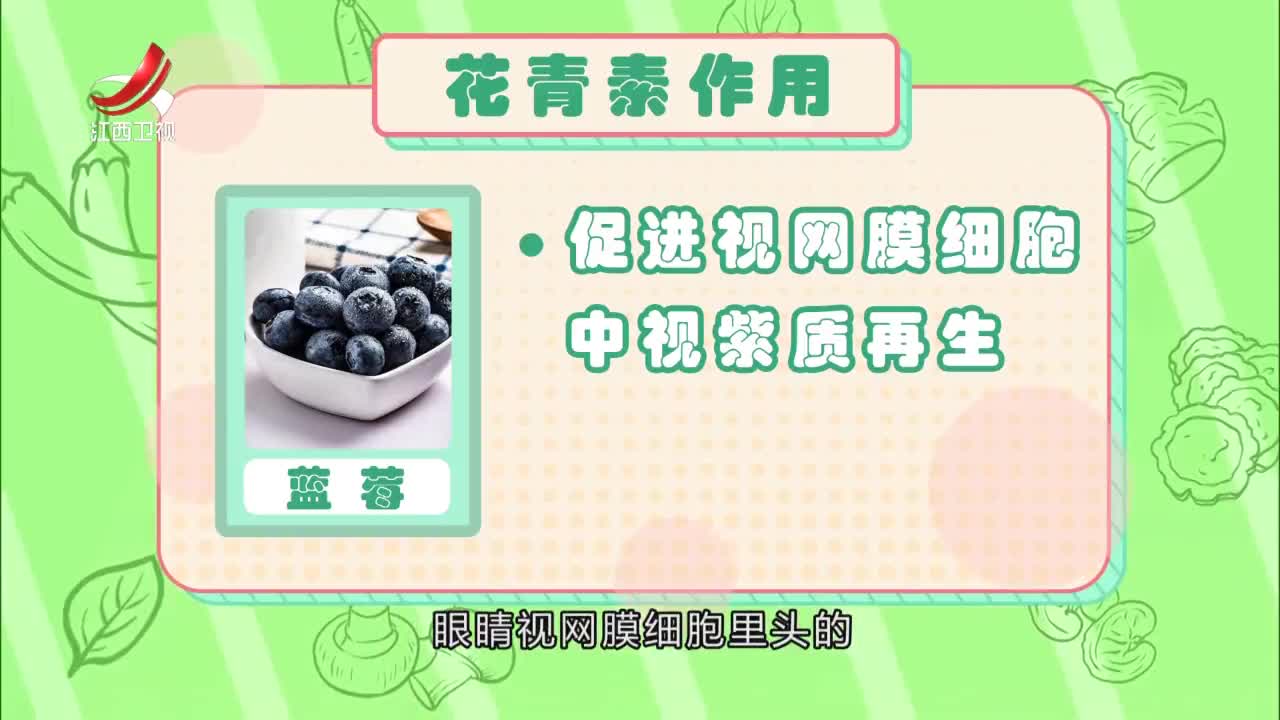 江西卫视
花青素作用
促进视网膜细胞
中视紫质再生
蓝莓
眼睛视网膜细胞里头的